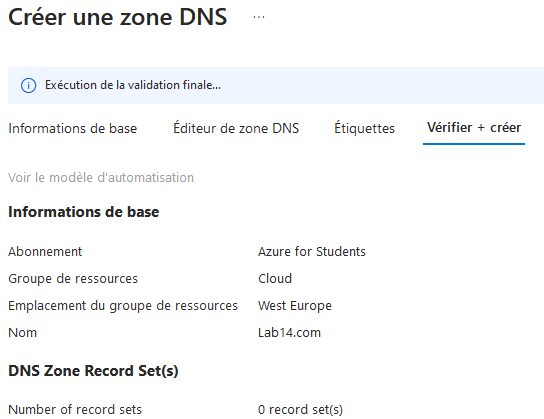 Créer une zone DNS ...
Exécution de la validation finale...
Informations de base Éditeur de zone DNS Étiquettes Vérifier + créer
Voir le modèle d'automatisation
Informations de base
Abonnement Azure for Students
Groupe de ressources Cloud
Emplacement du groupe de ressources West Europe
Nom Lab14.com
DNS Zone Record Set(s)
Number of record sets 0 record set(s)